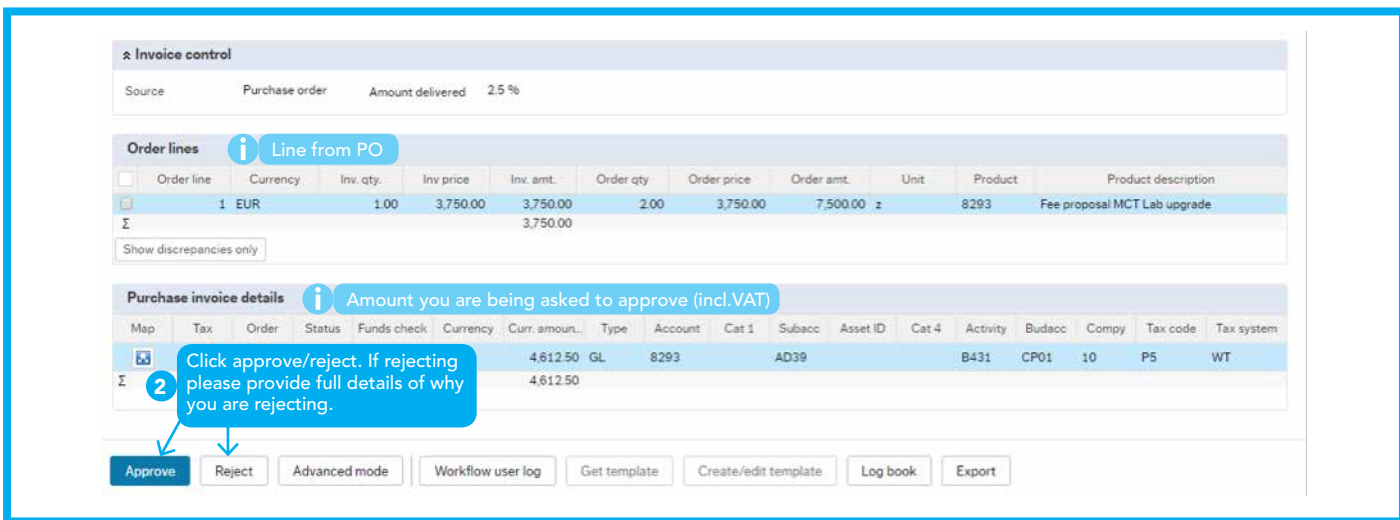 Invoice control
Source Purchase order Amount delivered 2.5 %
Order lines i Line from PO
Order line Currency Inv. qty. Inv price Inv. amt. Order qty Order price Order amt. Unit Product Product description
1 EUR 1.00 3,750.00 3,750.00 2.00 3,750.00 7,500.00 z 8293 Fee proposal MCT Lab upgrade
Σ 3,750.00
Show discrepancies only
Purchase invoice details i Amount you are being asked to approve (incl.VAT)
Map Tax Order Status Funds check Currency Curr. amoun... Type Account Cat 1 Subacc Asset ID Cat 4 Activity Budacc Compy Tax code Tax system
4,612.50 GL 8293 AD39 B431 CP01 10 P5 WT
Σ 4,612.50
2 Click approve/reject. If rejecting
please provide full details of why
you are rejecting.
Approve Reject Advanced mode Workflow user log Get template Create/edit template Log book Export